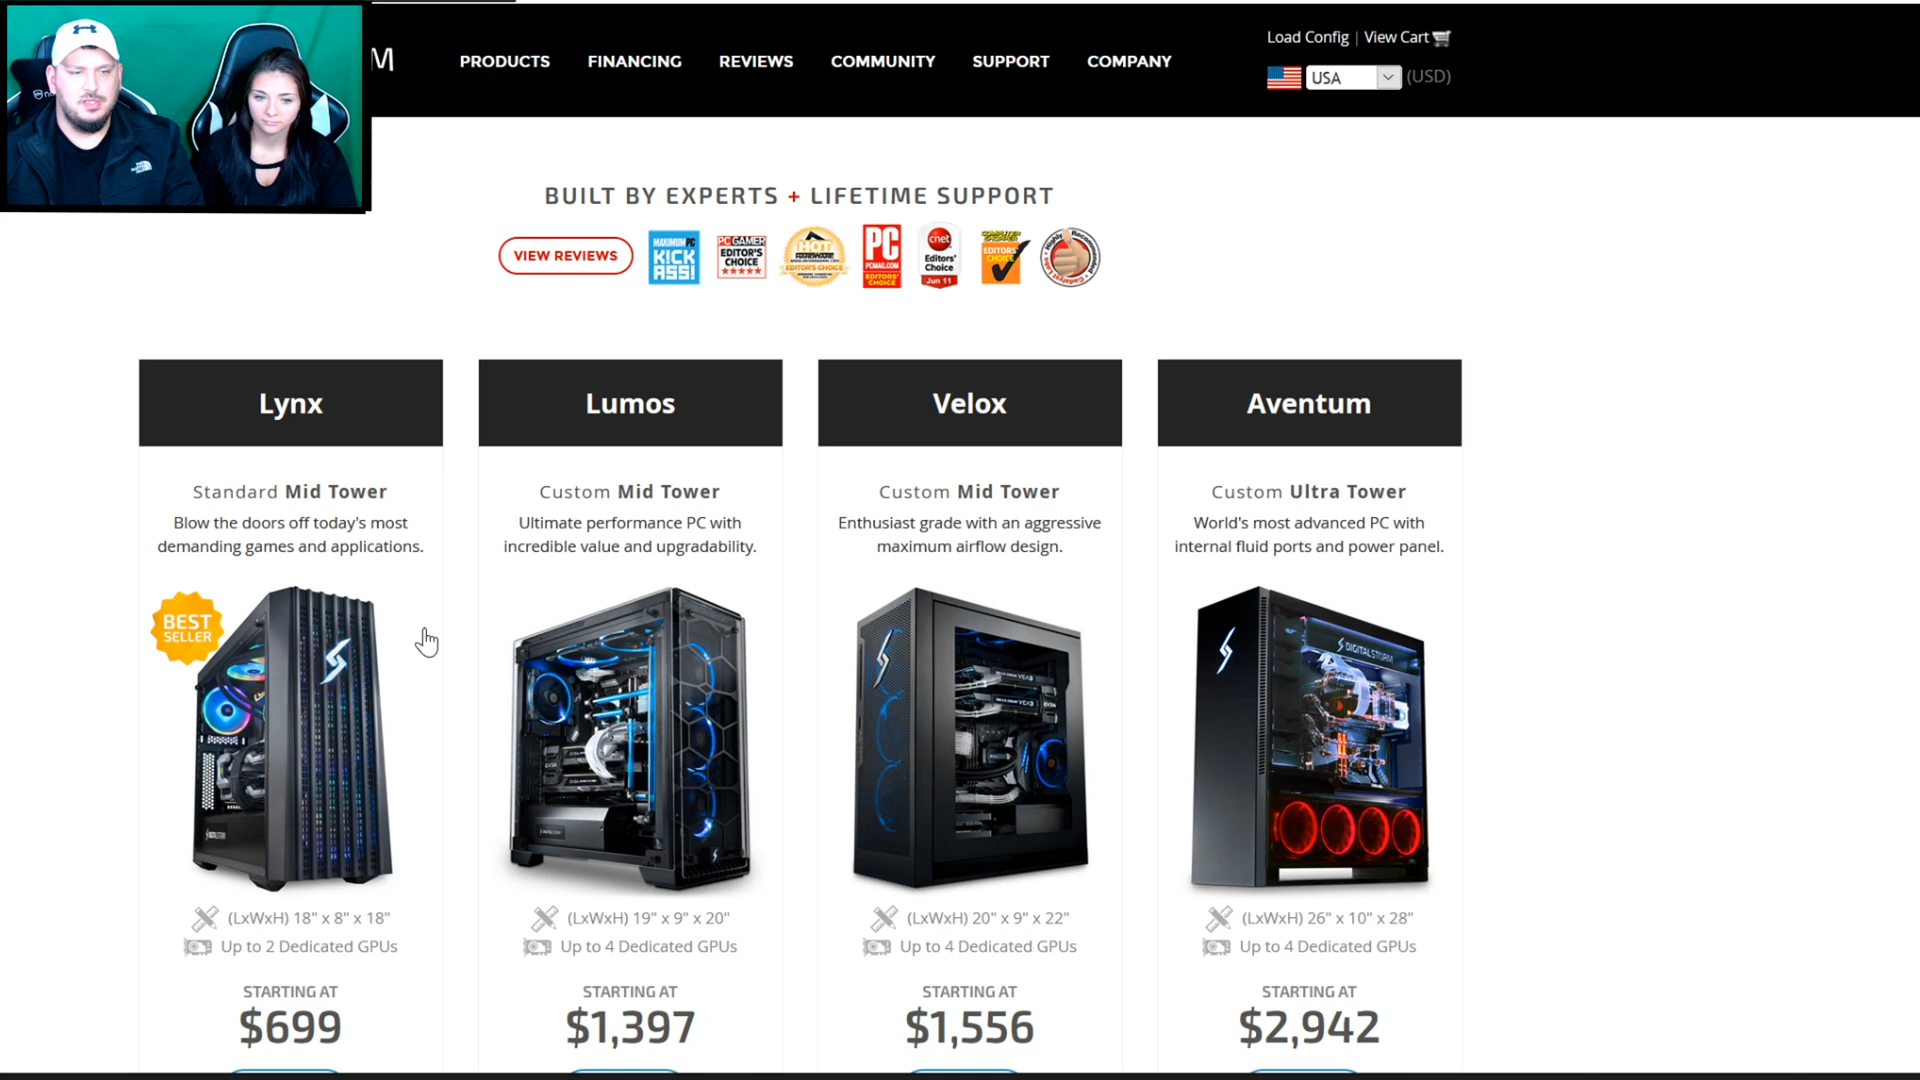 M
PRODUCTS FINANCING REVIEWS COMMUNITY SUPPORT COMPANY
Load Config | View Cart
USA (USD)
BUILT BY EXPERTS + LIFETIME SUPPORT
VIEW REVIEWS
MAXIMUM PC
KICK
ASS!
PC GAMER
EDITOR'S
CHOICE
HOT
HARDWARE
EDITOR'S CHOICE
PC
PCMAG.COM
EDITORS'
CHOICE
cnet
Editors'
Choice
Jun 11
COMPUTER
SHOPPER
EDITORS'
CHOICE
Highly Recommended
Lynx
Standard Mid Tower
Blow the doors off today's most
demanding games and applications.
BEST
SELLER
(LxWxH) 18" x 8" x 18"
Up to 2 Dedicated GPUs
STARTING AT
$699
Lumos
Custom Mid Tower
Ultimate performance PC with
incredible value and upgradability.
(LxWxH) 19" x 9" x 20"
Up to 4 Dedicated GPUs
STARTING AT
$1,397
Velox
Custom Mid Tower
Enthusiast grade with an aggressive
maximum airflow design.
(LxWxH) 20" x 9" x 22"
Up to 4 Dedicated GPUs
STARTING AT
$1,556
Aventum
Custom Ultra Tower
World's most advanced PC with
internal fluid ports and power panel.
DIGITALSTORM
(LxWxH) 26" x 10" x 28"
Up to 4 Dedicated GPUs
STARTING AT
$2,942